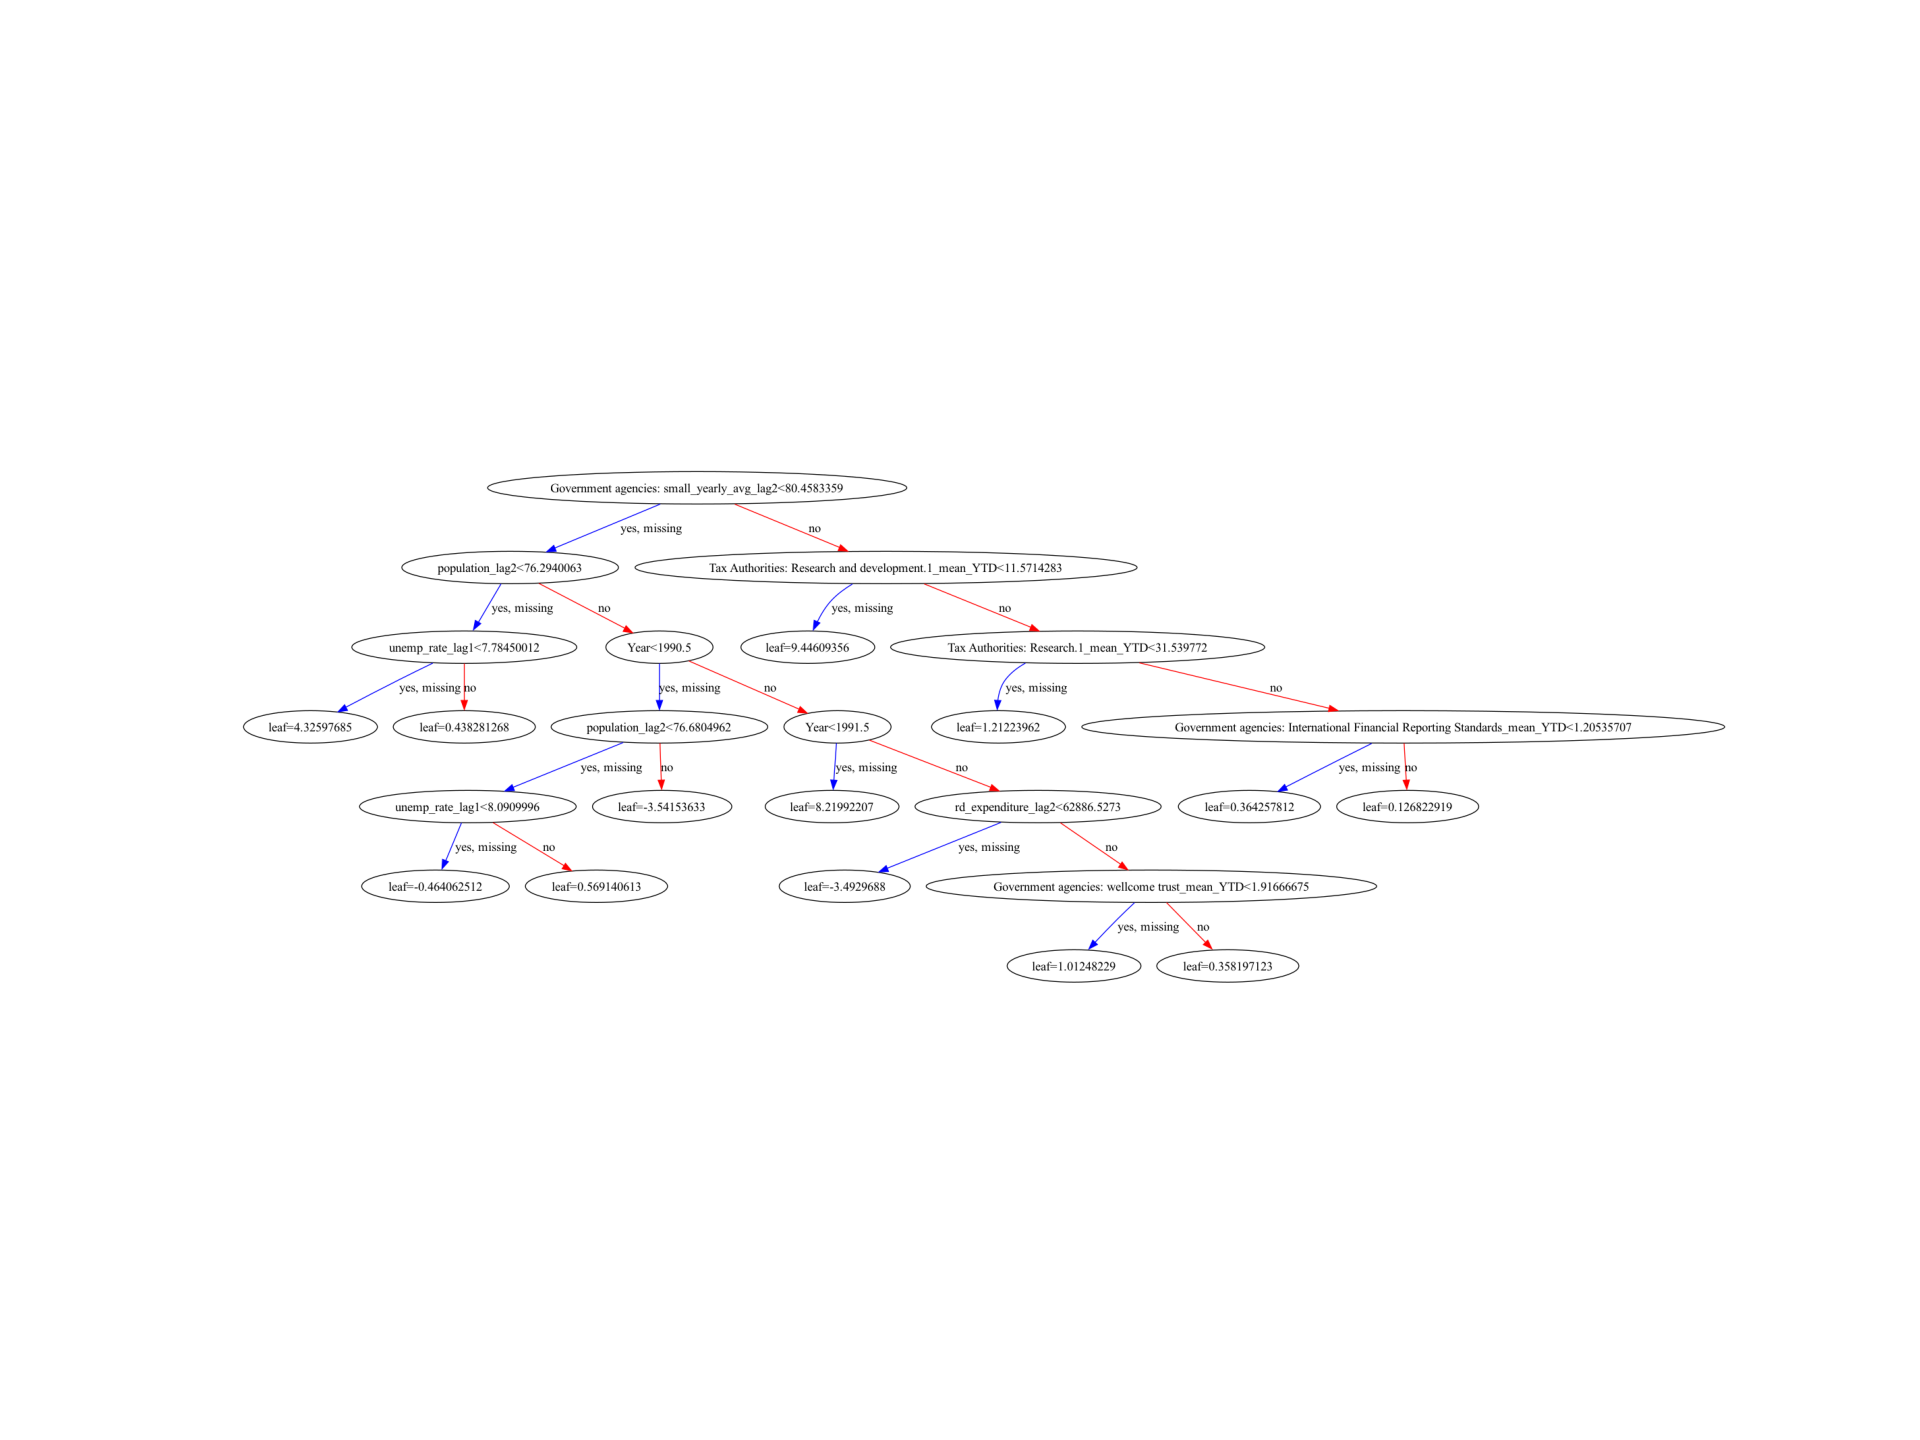 Government agencies: small_yearly_avg_lag2<80.4583359
yes, missing
no
population_lag2<76.2940063
Tax Authorities: Research and development.1_mean_YTD<11.5714283
yes, missing
no
yes, missing
no
unemp_rate_lag1<7.78450012
Year<1990.5
leaf=9.44609356
Tax Authorities: Research.1_mean_YTD<31.539772
yes, missing
no
yes, missing
no
yes, missing
no
leaf=4.32597685
leaf=0.438281268
population_lag2<76.6804962
Year<1991.5
leaf=1.21223962
Government agencies: International Financial Reporting Standards_mean_YTD<1.20535707
yes, missing
no
yes, missing
no
yes, missing
no
unemp_rate_lag1<8.0909996
leaf=-3.54153633
leaf=8.21992207
rd_expenditure_lag2<62886.5273
leaf=0.364257812
leaf=0.126822919
yes, missing
no
yes, missing
no
leaf=-0.464062512
leaf=0.569140613
leaf=-3.4929688
Government agencies: wellcome trust_mean_YTD<1.91666675
yes, missing
no
leaf=1.01248229
leaf=0.358197123